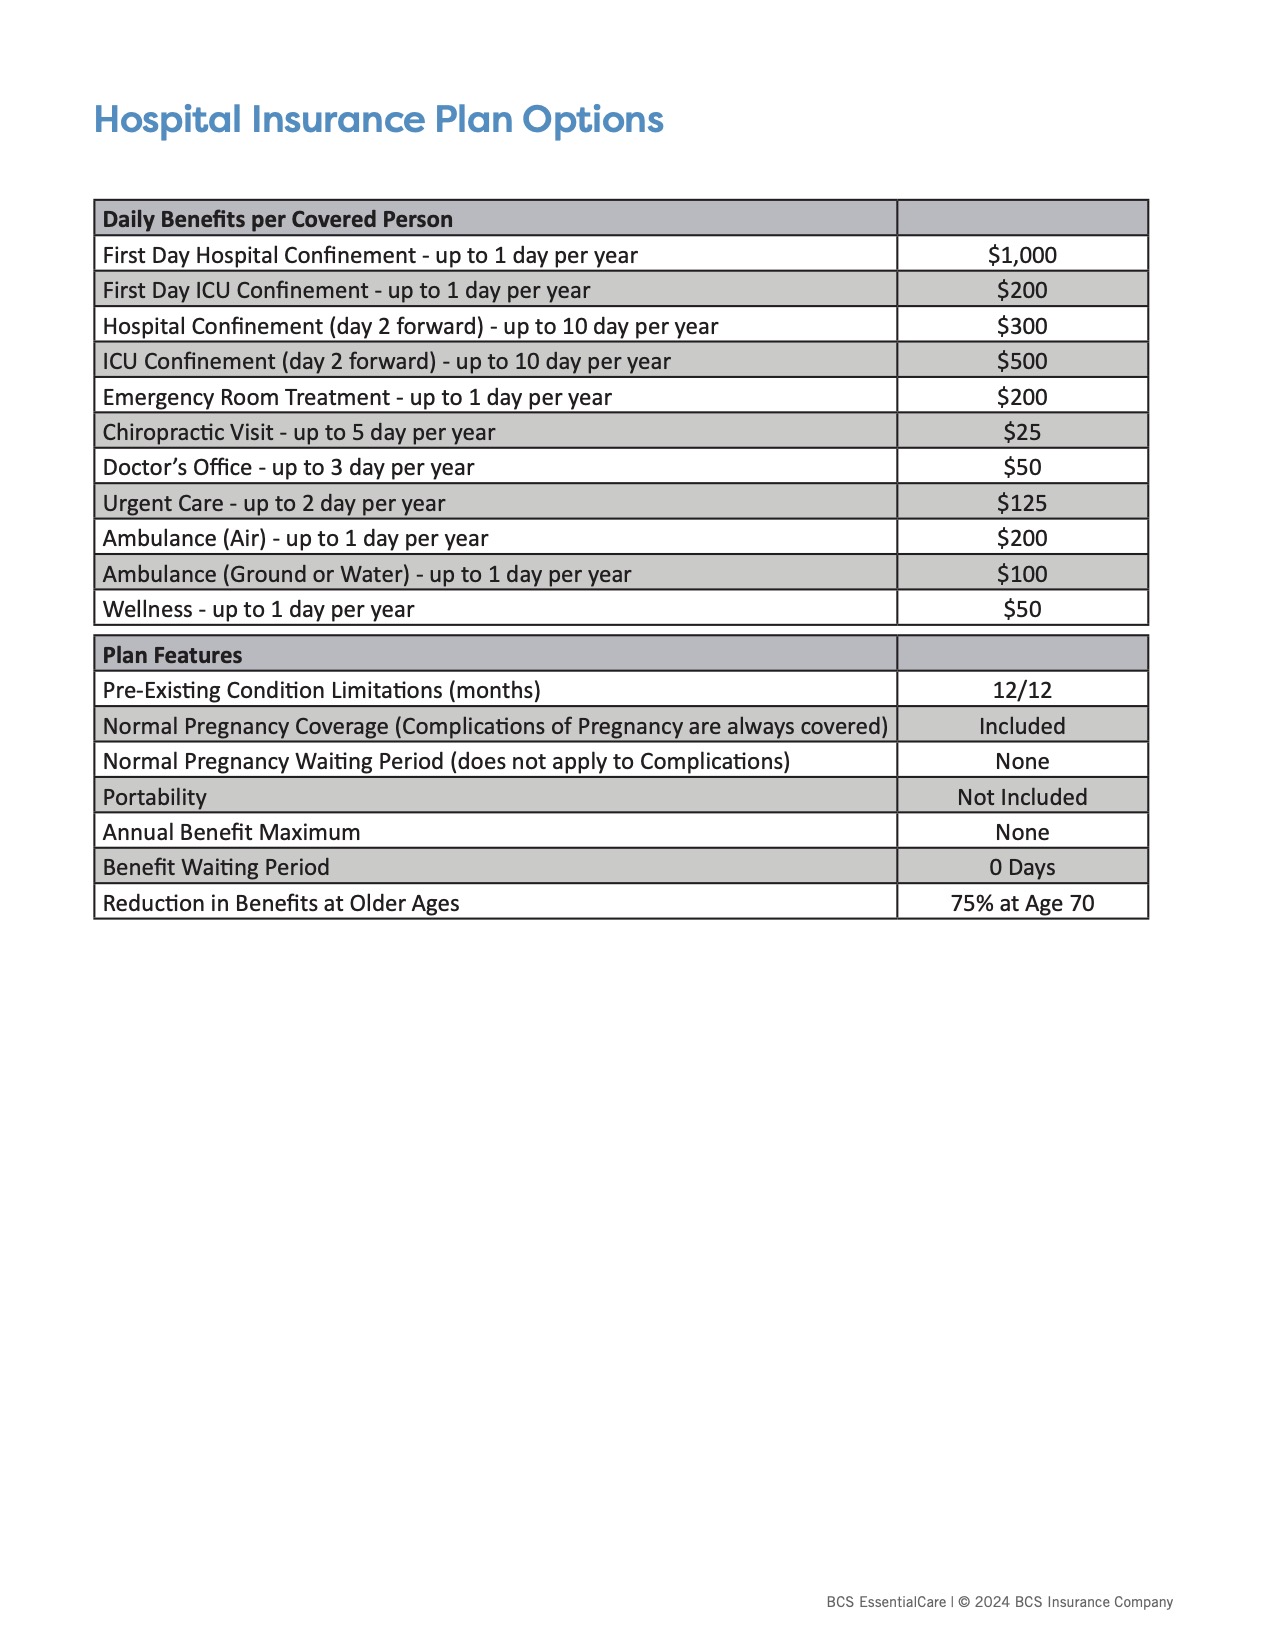 Hospital Insurance Plan Options
Daily Benefits per Covered Person
First Day Hospital Confinement - up to 1 day per year $1,000
First Day ICU Confinement - up to 1 day per year $200
Hospital Confinement (day 2 forward) - up to 10 day per year $300
ICU Confinement (day 2 forward) - up to 10 day per year $500
Emergency Room Treatment - up to 1 day per year $200
Chiropractic Visit - up to 5 day per year $25
Doctor’s Office - up to 3 day per year $50
Urgent Care - up to 2 day per year $125
Ambulance (Air) - up to 1 day per year $200
Ambulance (Ground or Water) - up to 1 day per year $100
Wellness - up to 1 day per year $50
Plan Features
Pre-Existing Condition Limitations (months) 12/12
Normal Pregnancy Coverage (Complications of Pregnancy are always covered) Included
Normal Pregnancy Waiting Period (does not apply to Complications) None
Portability Not Included
Annual Benefit Maximum None
Benefit Waiting Period 0 Days
Reduction in Benefits at Older Ages 75% at Age 70
BCS EssentialCare | © 2024 BCS Insurance Company